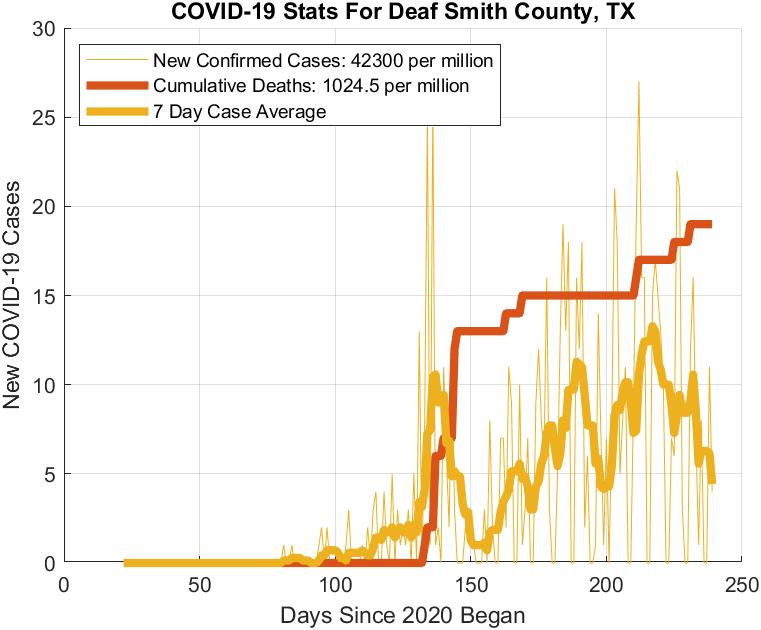 COVID-19 Stats For Deaf Smith County, TX
30
25
20
15
10
5
0
New COVID-19 Cases
New Confirmed Cases: 42300 per million
Cumulative Deaths: 1024.5 per million
7 Day Case Average
0
50
100
150
200
250
Days Since 2020 Began